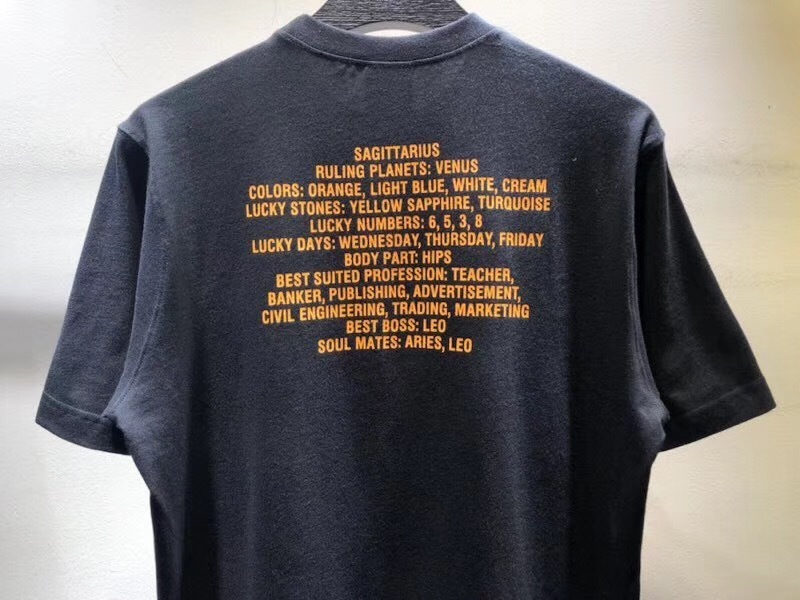 SAGITTARIUS
RULING PLANETS: VENUS
COLORS: ORANGE, LIGHT BLUE, WHITE, CREAM
LUCKY STONES: YELLOW SAPPHIRE, TURQUOISE
LUCKY NUMBERS: 6, 5, 3, 8
LUCKY DAYS: WEDNESDAY, THURSDAY, FRIDAY
BODY PART: HIPS
BEST SUITED PROFESSION: TEACHER,
BANKER, PUBLISHING, ADVERTISEMENT,
CIVIL ENGINEERING, TRADING, MARKETING
BEST BOSS: LEO
SOUL MATES: ARIES, LEO